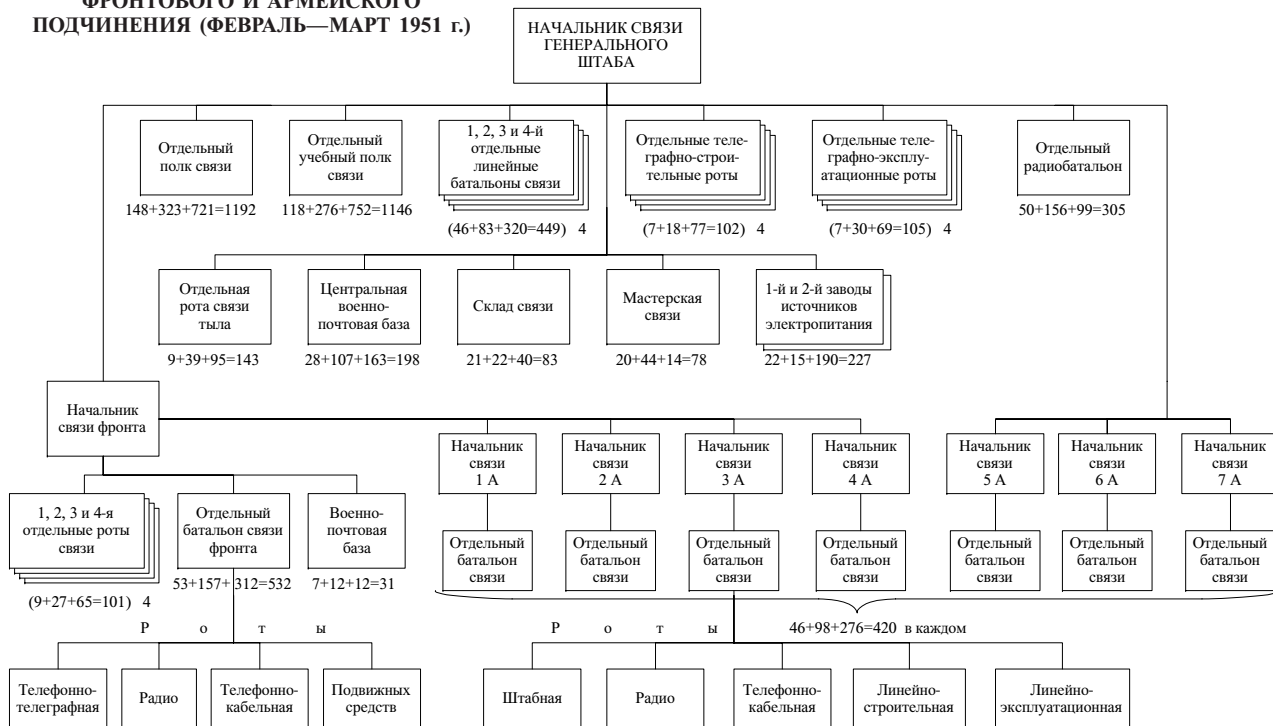 ФРОНТОВОГО И АРМЕЙСКОГО
ПОДЧИНЕНИЯ (ФЕВРАЛЬ—МАРТ 1951 г.)
НАЧАЛЬНИК СВЯЗИ
ГЕНЕРАЛЬНОГО
ШТАБА
Отдельный
полк связи
148+323+721=1192
Отдельный
учебный полк
связи
118+276+752=1146
1, 2, 3 и 4-й
отдельные
линейные
батальоны связи
(46+83+320=449) 4
Отдельные теле-
графно-строи-
тельные роты
(7+18+77=102) 4
Отдельные теле-
графно-эксплу-
атационные роты
(7+30+69=105) 4
Отдельный
радиобатальон
50+156+99=305
Отдельная
рота связи
тыла
9+39+95=143
Центральная
военно-
почтовая база
28+107+163=198
Склад связи
21+22+40=83
Мастерская
связи
20+44+14=78
1-й и 2-й заводы
источников
электропитания
22+15+190=227
Начальник
связи фронта
Начальник
связи
1 А
Начальник
связи
2 А
Начальник
связи
3 А
Начальник
связи
4 А
Начальник
связи
5 А
Начальник
связи
6 А
Начальник
связи
7 А
1, 2, 3 и 4-я
отдельные роты
связи
(9+27+65=101) 4
Отдельный
батальон связи
фронта
53+157+ 312=532
Военно-
почтовая
база
7+12+12=31
Отдельный
батальон
связи
Отдельный
батальон
связи
Отдельный
батальон
связи
Отдельный
батальон
связи
Отдельный
батальон
связи
Отдельный
батальон
связи
Отдельный
батальон
связи
Р о т ы
Р о т ы
46+98+276=420 в каждом
Телефонно-
телеграфная
Радио
Телефонно-
кабельная
Подвижных
средств
Штабная
Радио
Телефонно-
кабельная
Линейно-
строительная
Линейно-
эксплуатационная